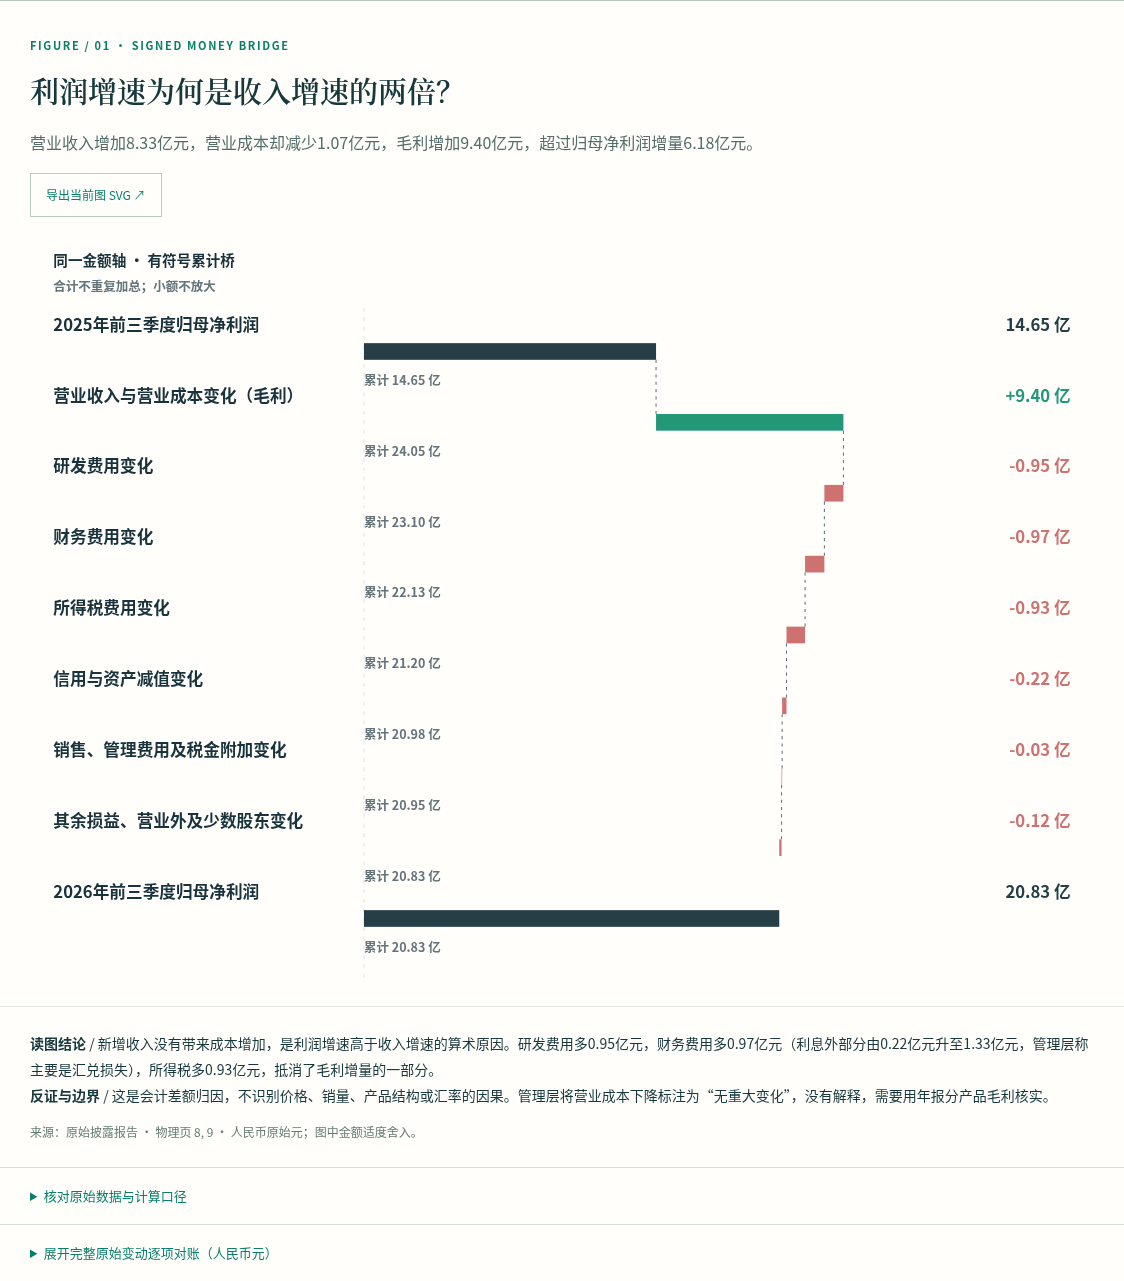 FIGURE / 01 · SIGNED MONEY BRIDGE
利润增速为何是收入增速的两倍？
营业收入增加8.33亿元，营业成本却减少1.07亿元，毛利增加9.40亿元，超过归母净利润增量6.18亿元。
导出当前图 SVG ↗
同一金额轴 · 有符号累计桥
合计不重复加总；小额不放大
2025年前三季度归母净利润 14.65 亿
累计 14.65 亿
营业收入与营业成本变化（毛利） +9.40 亿
累计 24.05 亿
研发费用变化 -0.95 亿
累计 23.10 亿
财务费用变化 -0.97 亿
累计 22.13 亿
所得税费用变化 -0.93 亿
累计 21.20 亿
信用与资产减值变化 -0.22 亿
累计 20.98 亿
销售、管理费用及税金附加变化 -0.03 亿
累计 20.95 亿
其余损益、营业外及少数股东变化 -0.12 亿
累计 20.83 亿
2026年前三季度归母净利润 20.83 亿
累计 20.83 亿
读图结论 / 新增收入没有带来成本增加，是利润增速高于收入增速的算术原因。研发费用多0.95亿元，财务费用多0.97亿元（利息外部分由0.22亿元升至1.33亿元，管理层称
主要是汇兑损失），所得税多0.93亿元，抵消了毛利增量的一部分。
反证与边界 / 这是会计差额归因，不识别价格、销量、产品结构或汇率的因果。管理层将营业成本下降标注为“无重大变化”，没有解释，需要用年报分产品毛利核实。
来源：原始披露报告 · 物理页 8, 9 · 人民币原始元；图中金额适度舍入。
▶ 核对原始数据与计算口径
▶ 展开完整原始变动逐项对账（人民币元）